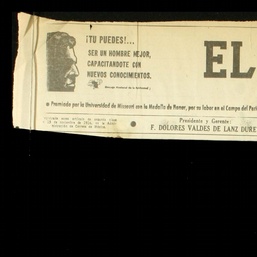 ¡TU PUEDES!...
SER UN HOMBRE MEJOR,
CAPACITANDOTE CON
NUEVOS CONOCIMIENTOS.
EL
Premiado por la Universidad de Missouri con la Medalla de Honor, por su labor en el Campo del Peri
Presidente y Gerente:
F. DOLORES VALDES DE LANZ DURE